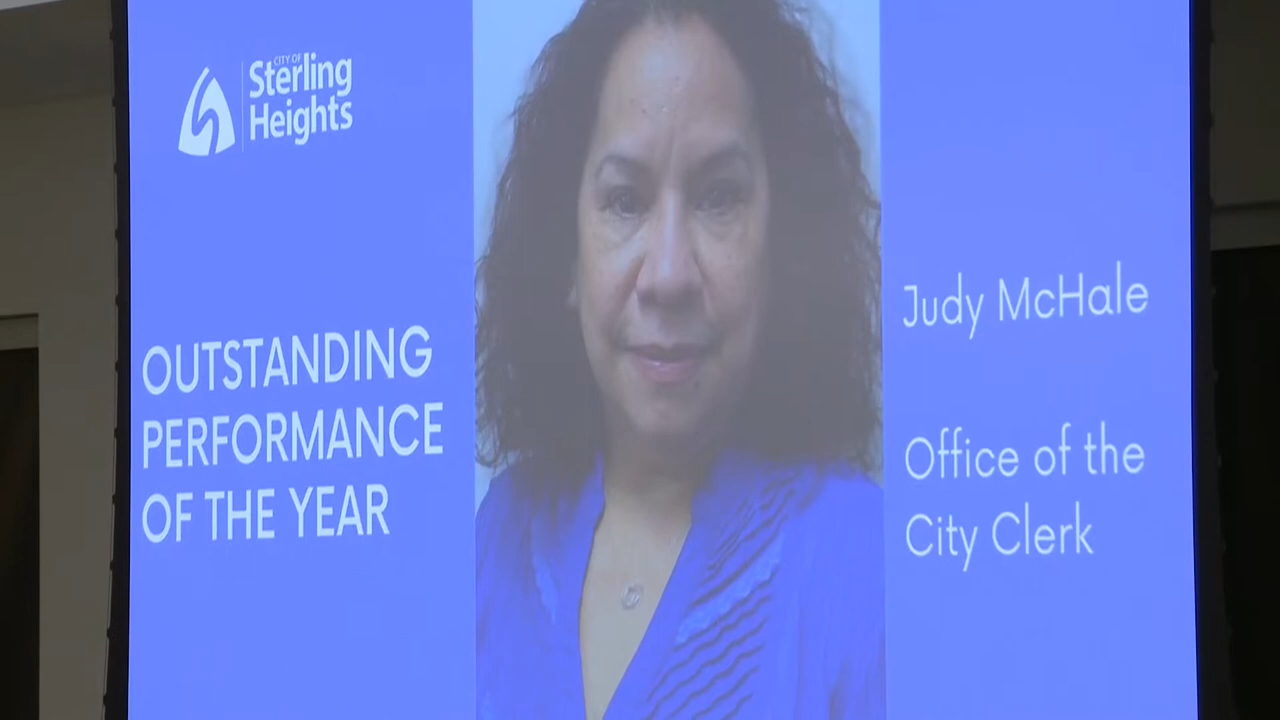 CITY OF
Sterling
Heights
OUTSTANDING
PERFORMANCE
OF THE YEAR
Judy McHale
Office of the
City Clerk